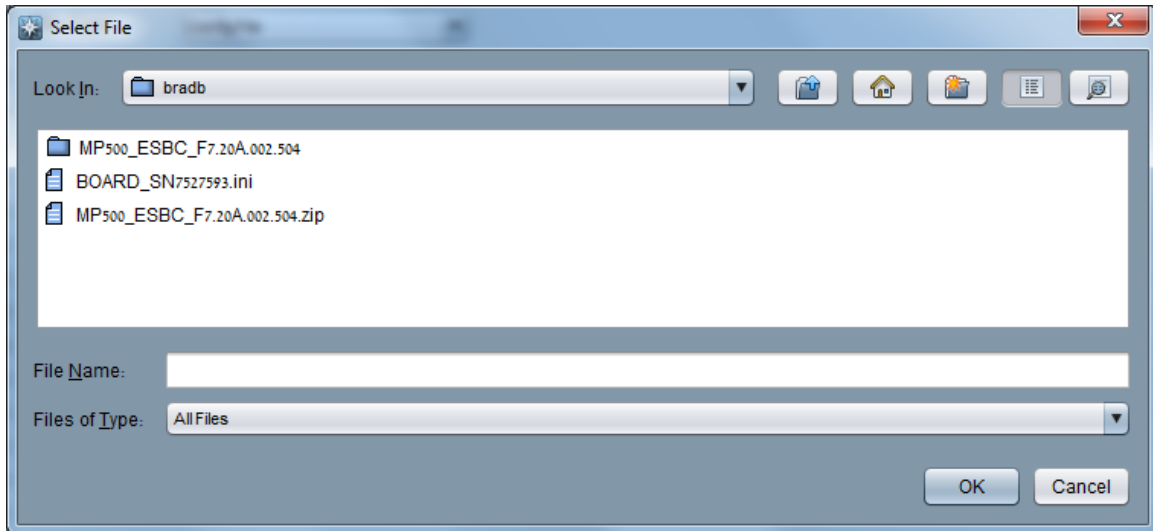 Select File
Look In: bradb
MP500_ESBC_F7.20A.002.504
BOARD_SN7527593.ini
MP500_ESBC_F7.20A.002.504.zip
File Name:
Files of Type: All Files
OK Cancel